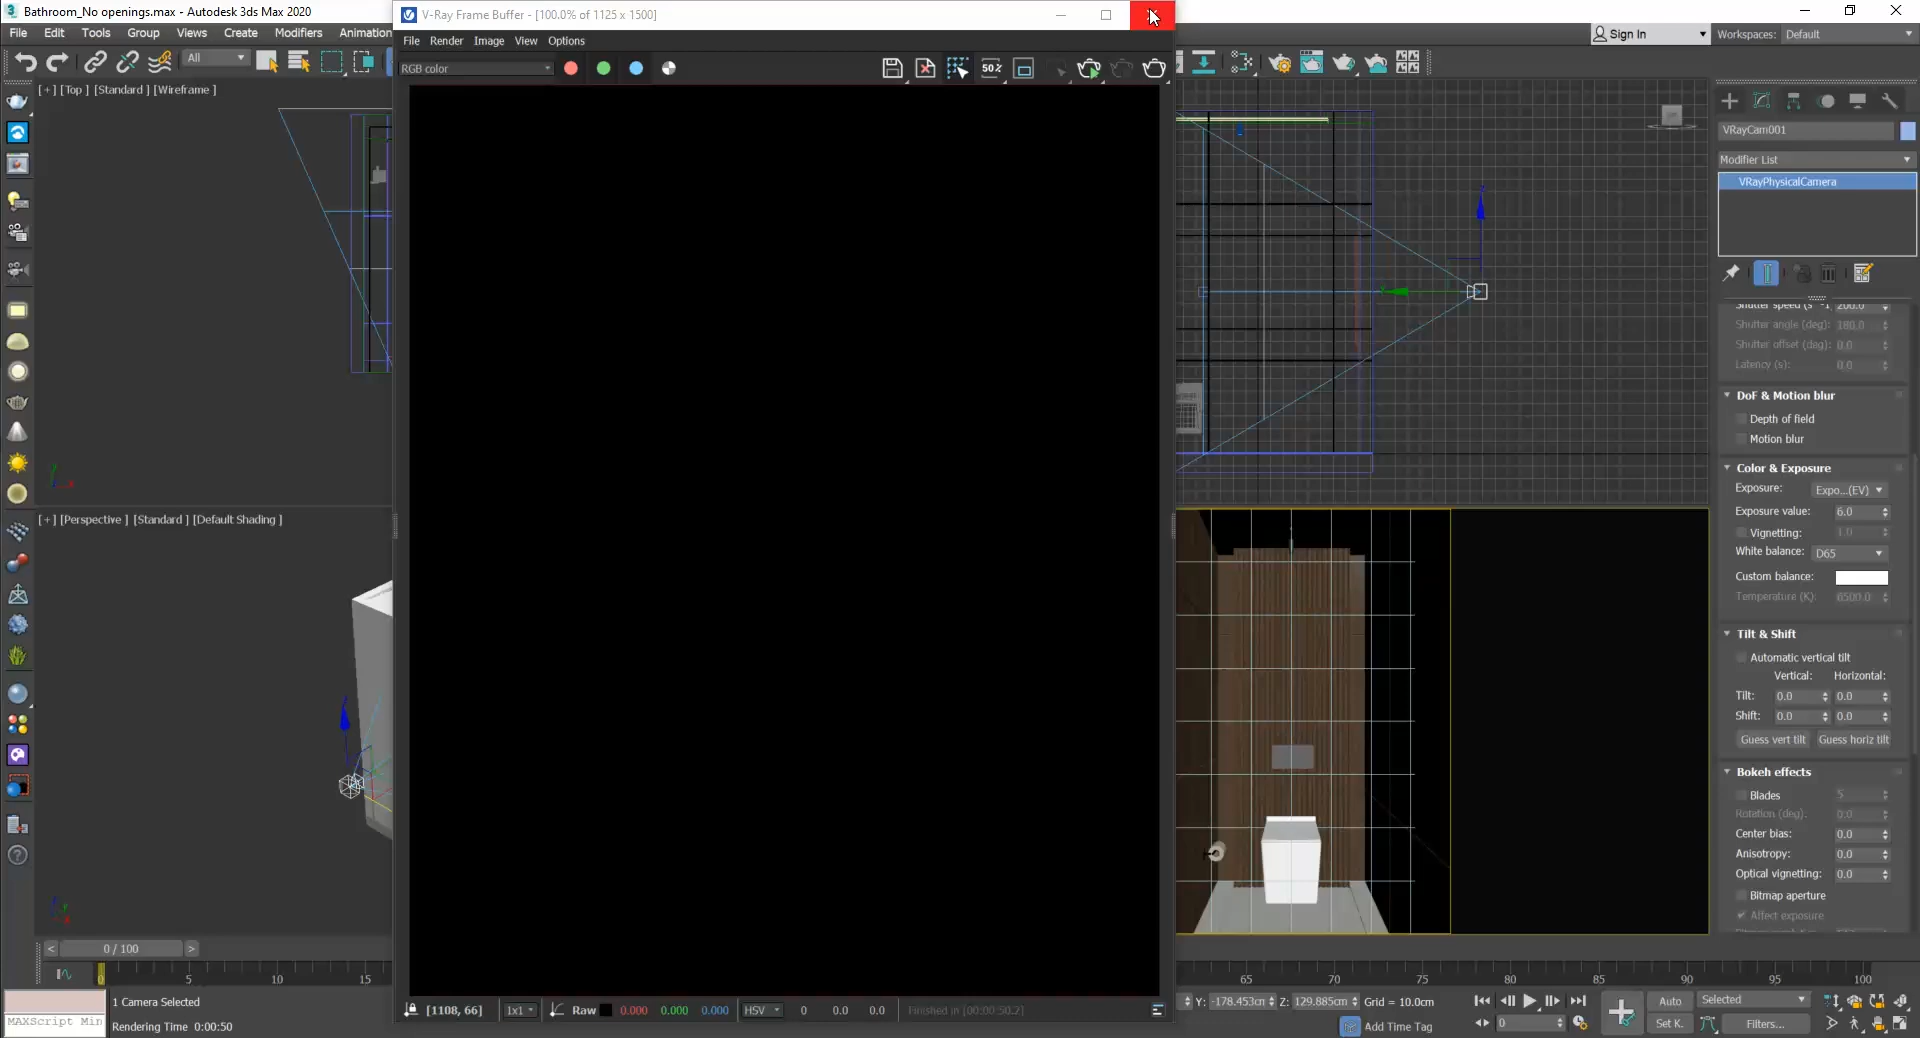 Bathroom_No openings.max - Autodesk 3ds Max 2020
V-Ray Frame Buffer - [100.0% of 1125 x 1500]
File Edit Tools Group Views Create Modifiers Animation
File Render Image View Options
Sign In
Workspaces: Default
All
RGB color
50%
[+] [Top ] [Standard ] [Wireframe ]
VRayCam001
Modifier List
VRayPhysicalCamera
Shutter speed (s^-1 200.0
Shutter angle (deg): 180.0
Shutter offset (deg): 0.0
Latency (s): 0.0
DoF & Motion blur
Depth of field
Motion blur
Color & Exposure
Exposure: Expo...(EV)
Exposure value: 6.0
Vignetting: 1.0
White balance: D65
Custom balance:
Temperature (K): 6500.0
Tilt & Shift
Automatic vertical tilt
Vertical: Horizontal:
Tilt: 0.0 0.0
Shift: 0.0 0.0
Guess vert tilt Guess horiz tilt
Bokeh effects
Blades 5
Rotation (deg): 0.0
Center bias: 0.0
Anisotropy: 0.0
Optical vignetting: 0.0
Bitmap aperture
Affect exposure
[+] [Perspective ] [Standard ] [Default Shading ]
< 0 / 100 >
0 5 10 15 65 70 75 80 85 90 95 100
[1108, 66] 1x1 Raw 0.000 0.000 0.000 HSV 0 0.0 0.0 Finished in [00:00:50.2]
1 Camera Selected
MAXScript Min
Rendering Time 0:00:50
Y: -178.453cm Z: 129.885cm Grid = 10.0cm
Add Time Tag
0
Auto Selected
Set K. Filters...